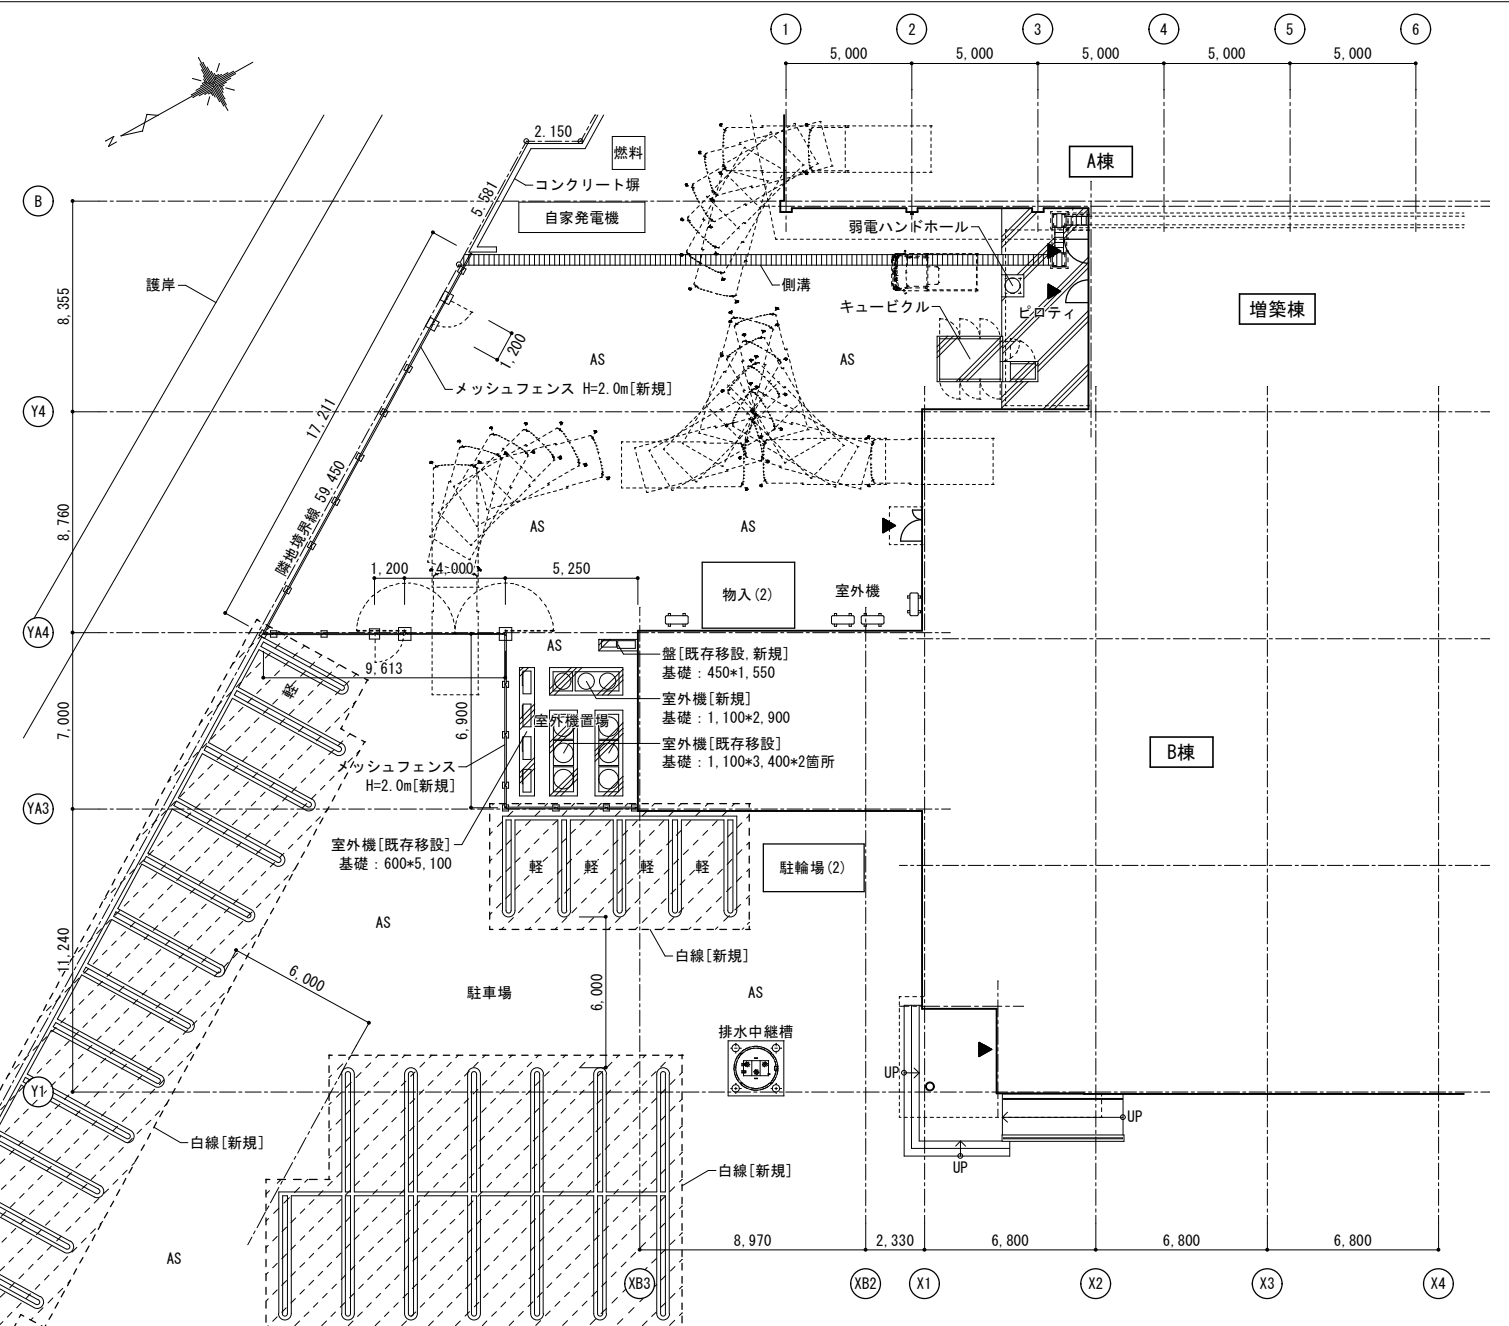 1
2
3
4
5
6
5,000
5,000
5,000
5,000
5,000
N
2.150
燃料
A棟
コンクリート塀
5.581
B
自家発電機
弱電ハンドホール
護岸
側溝
キュービクル
ピロティ
増築棟
8,355
1,200
AS
AS
メッシュフェンス H=2.0m[新規]
Y4
17.211
隣地境界線 59.450
8,760
AS
AS
1,200
4,000
5,250
物入(2)
室外機
YA4
AS
盤[既存移設,新規]
基礎：450*1,550
9,613
軽
室外機[新規]
基礎：1,100*2,900
7,000
6,900
室外機置場
室外機[既存移設]
基礎：1,100*3,400*2箇所
B棟
メッシュフェンス
H=2.0m[新規]
YA3
室外機[既存移設]
基礎：600*5,100
軽
軽
軽
軽
駐輪場(2)
AS
11,240
白線[新規]
6,000
6,000
駐車場
AS
排水中継槽
Y1
UP
UP
UP
白線[新規]
白線[新規]
AS
8,970
2,330
6,800
6,800
6,800
XB3
XB2
X1
X2
X3
X4